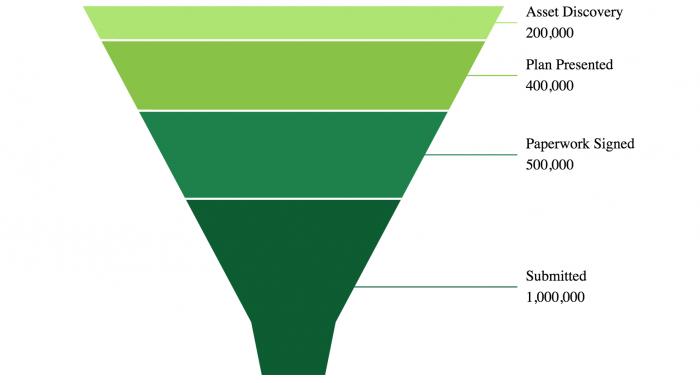 Asset Discovery
200,000
Plan Presented
400,000
Paperwork Signed
500,000
Submitted
1,000,000